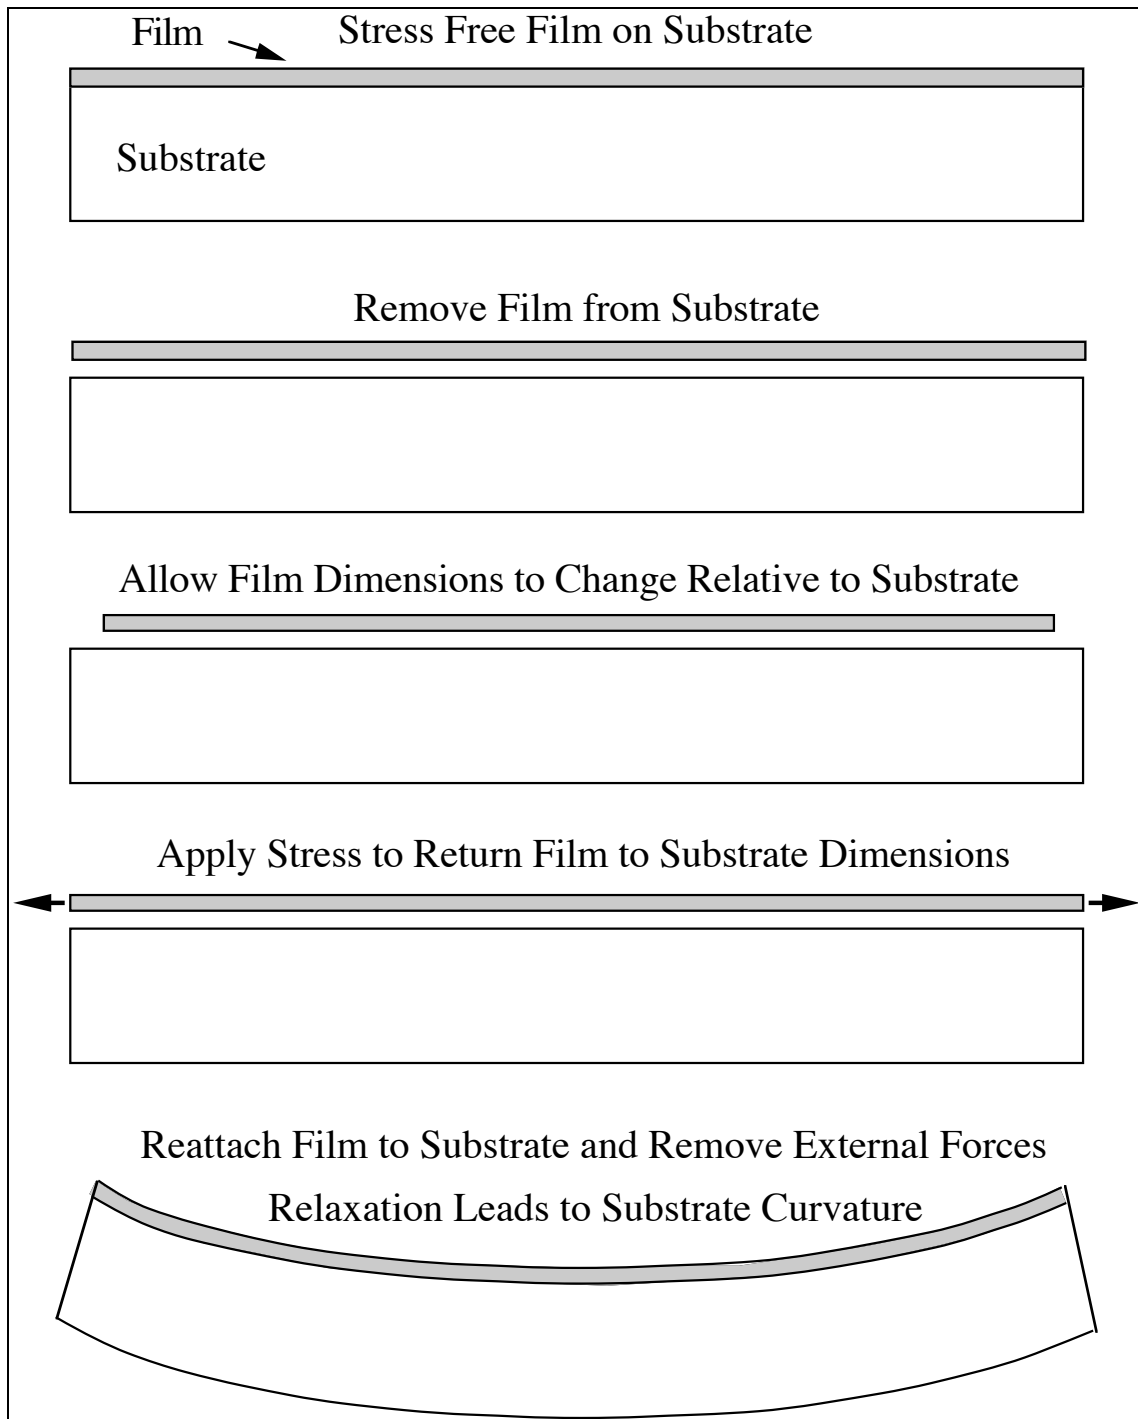 Film
Stress Free Film on Substrate
Substrate
Remove Film from Substrate
Allow Film Dimensions to Change Relative to Substrate
Apply Stress to Return Film to Substrate Dimensions
Reattach Film to Substrate and Remove External Forces
Relaxation Leads to Substrate Curvature